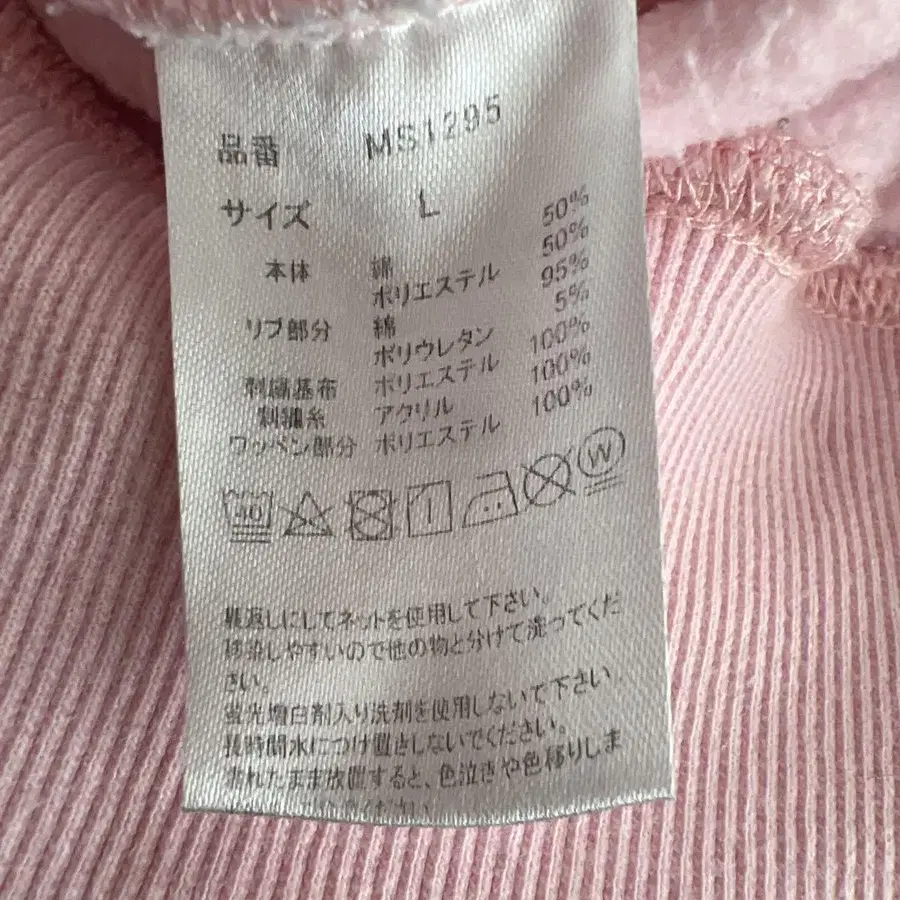 品番 MS1295
サイズ L
本体 綿 50%
ポリエステル 50%
リブ部分 綿 95%
ポリウレタン 5%
刺繍基布 ポリエステル 100%
刺繍糸 アクリル 100%
ワッペン部分 ポリエステル 100%
40 W
裏返しにしてネットを使用して下さい。
移染しやすいので他の物と分けて洗ってくだ
さい。
蛍光増白剤入り洗剤を使用しないで下さい
長時間水につけ置きしないでください。
濡れたまま放置すると、色泣きや色移りしま
ください